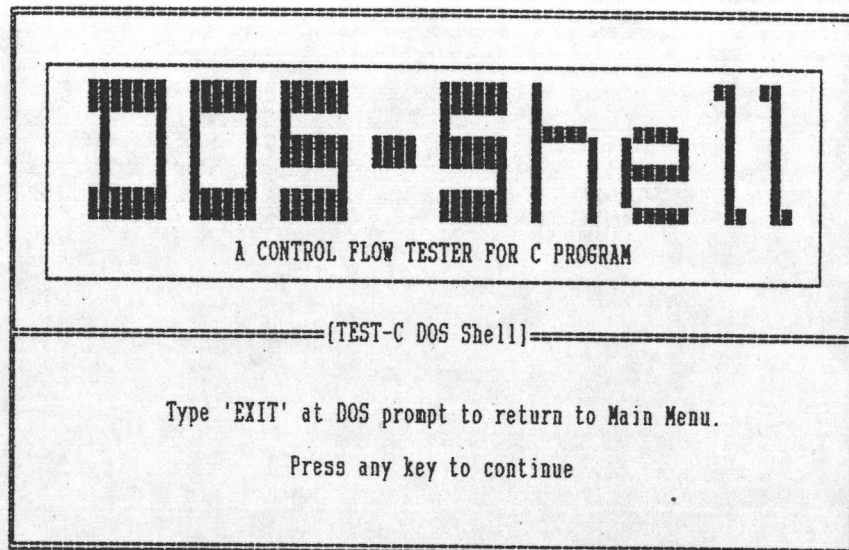 DOS-Shell
A CONTROL FLOW TESTER FOR C PROGRAM
[TEST-C DOS Shell]
Type 'EXIT' at DOS prompt to return to Main Menu.
Press any key to continue